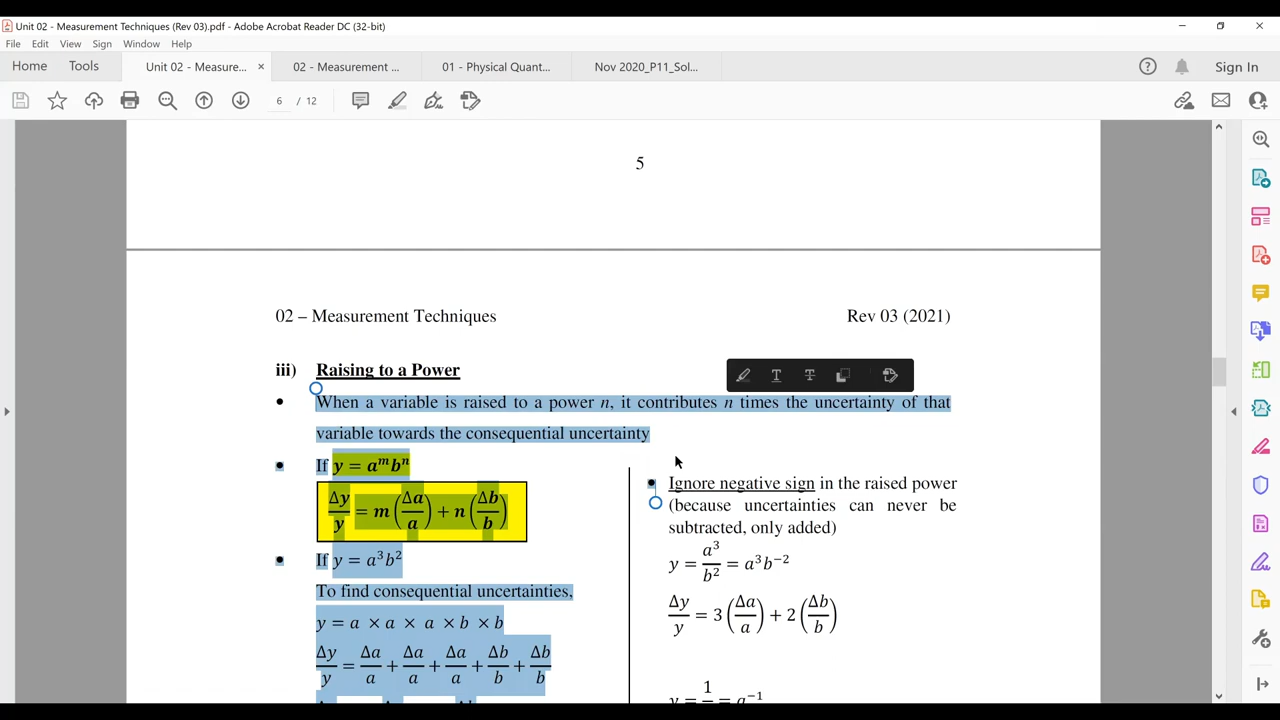 Unit 02 - Measurement Techniques (Rev 03).pdf - Adobe Acrobat Reader DC (32-bit)
File Edit View Sign Window Help
Home Tools Unit 02 - Measure... × 02 - Measurement ... 01 - Physical Quant... Nov 2020_P11_Sol... Sign In
6 / 12
5
02 – Measurement Techniques Rev 03 (2021)
iii) Raising to a Power
• When a variable is raised to a power n, it contributes n times the uncertainty of that
variable towards the consequential uncertainty
• If y = a^m b^n
Δy/y = m(Δa/a) + n(Δb/b)
• If y = a³b²
To find consequential uncertainties,
y = a × a × a × b × b
Δy/y = Δa/a + Δa/a + Δa/a + Δb/b + Δb/b
• Ignore negative sign in the raised power
(because uncertainties can never be
subtracted, only added)
y = a³/b² = a³b⁻²
Δy/y = 3(Δa/a) + 2(Δb/b)